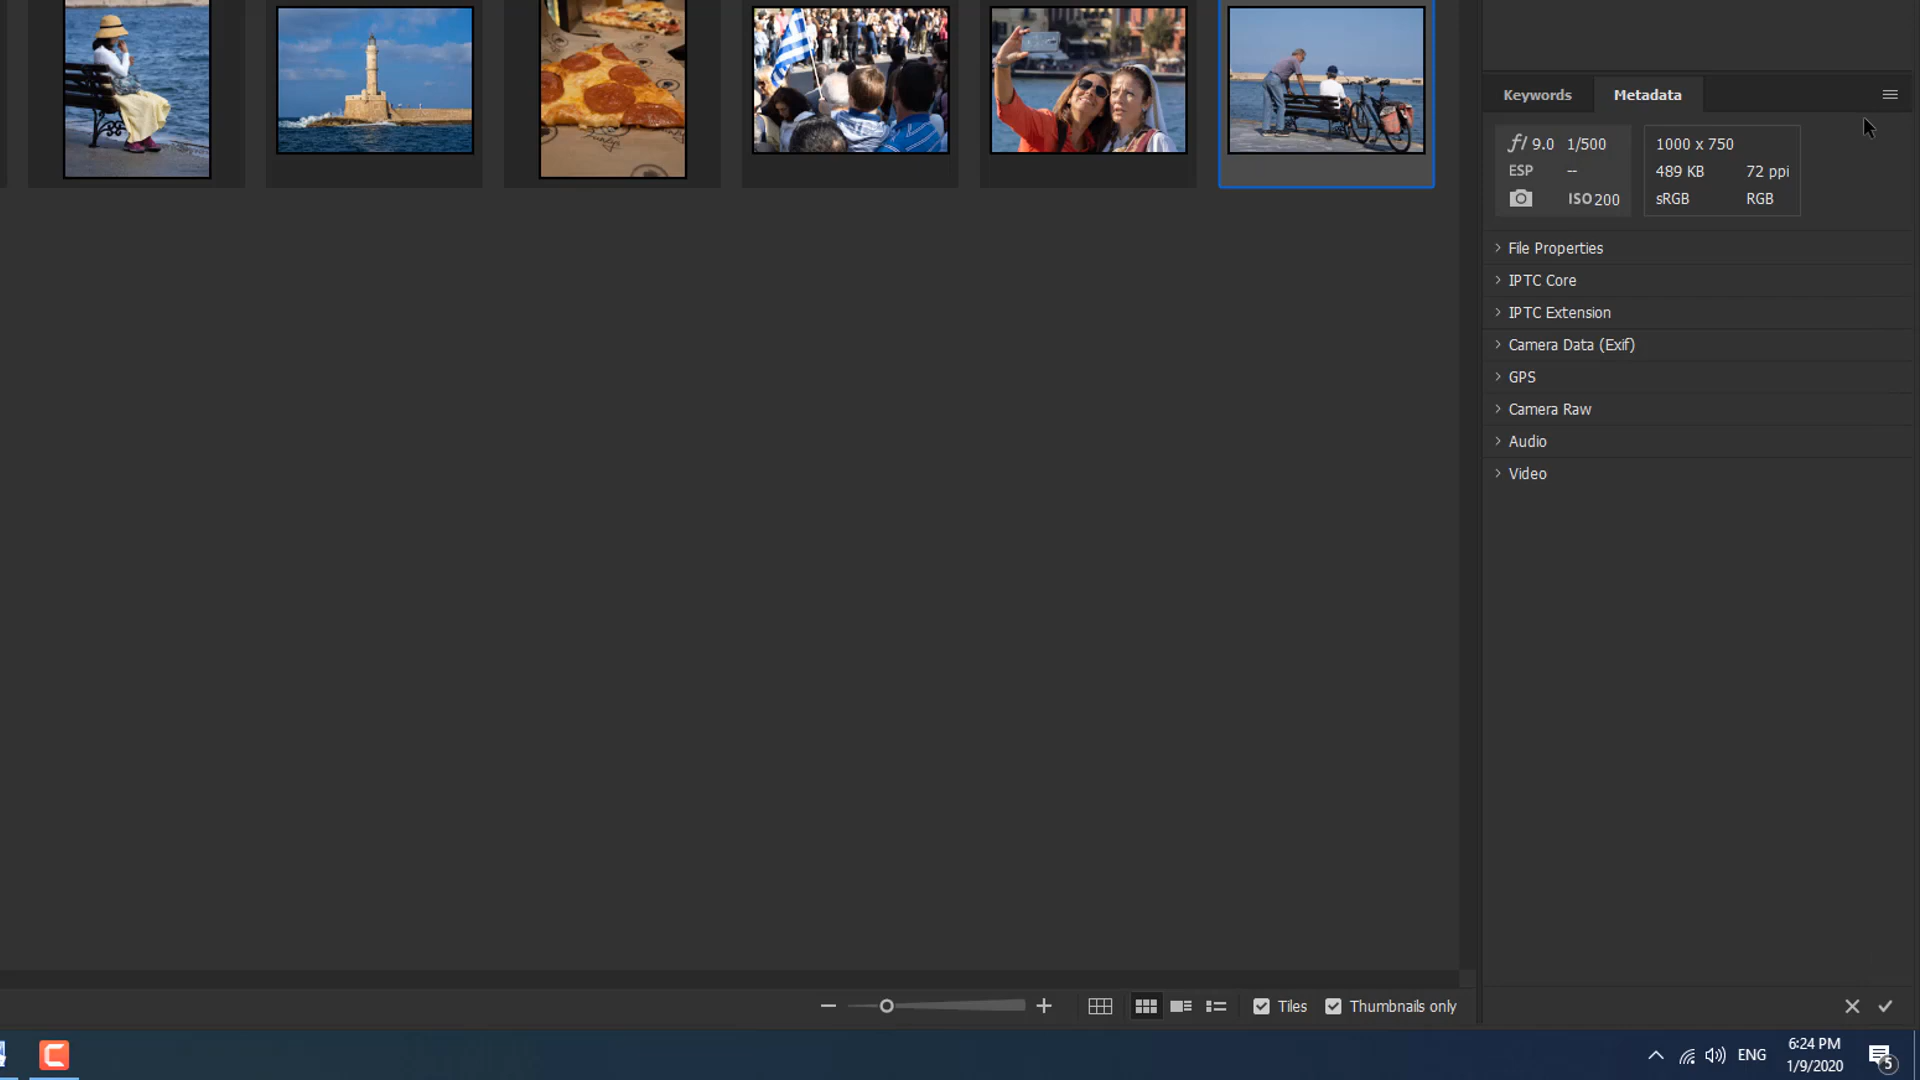 Keywords Metadata
f/ 9.0 1/500
ESP --
ISO 200
1000 x 750
489 KB 72 ppi
sRGB RGB
File Properties
IPTC Core
IPTC Extension
Camera Data (Exif)
GPS
Camera Raw
Audio
Video
Tiles Thumbnails only
ENG
6:24 PM
1/9/2020
5